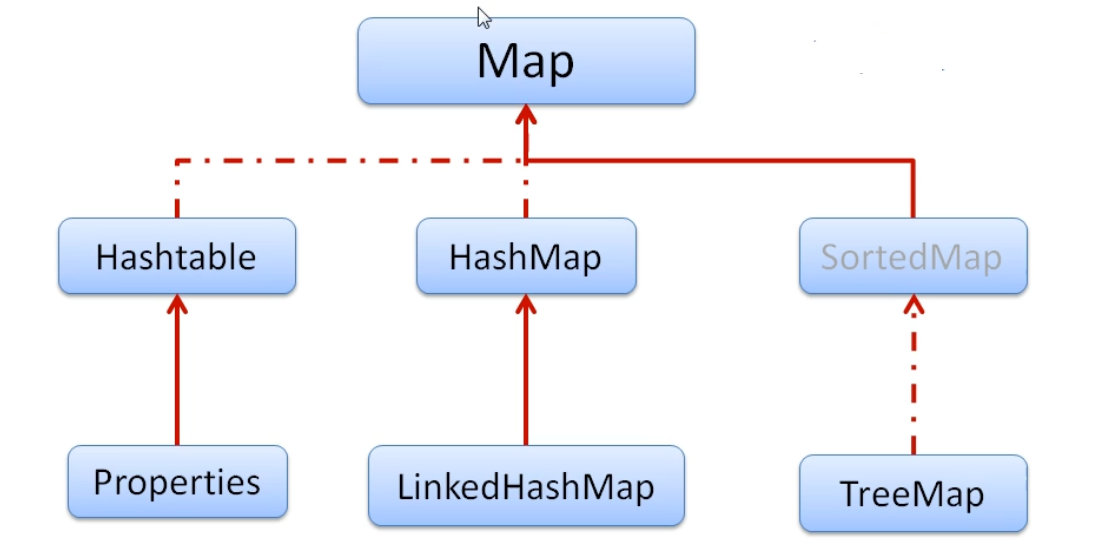 Map
Hashtable
HashMap
SortedMap
Properties
LinkedHashMap
TreeMap